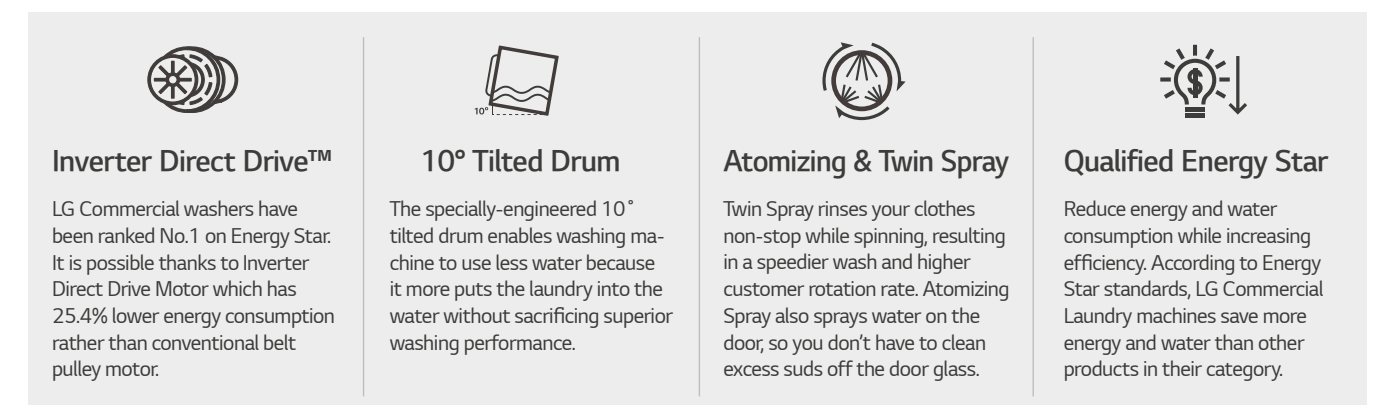 10°
Inverter Direct Drive™
LG Commercial washers have
been ranked No.1 on Energy Star.
It is possible thanks to Inverter
Direct Drive Motor which has
25.4% lower energy consumption
rather than conventional belt
pulley motor.
10° Tilted Drum
The specially-engineered 10˚
tilted drum enables washing ma-
chine to use less water because
it more puts the laundry into the
water without sacrificing superior
washing performance.
Atomizing & Twin Spray
Twin Spray rinses your clothes
non-stop while spinning, resulting
in a speedier wash and higher
customer rotation rate. Atomizing
Spray also sprays water on the
door, so you don't have to clean
excess suds off the door glass.
$
Qualified Energy Star
Reduce energy and water
consumption while increasing
efficiency. According to Energy
Star standards, LG Commercial
Laundry machines save more
energy and water than other
products in their category.